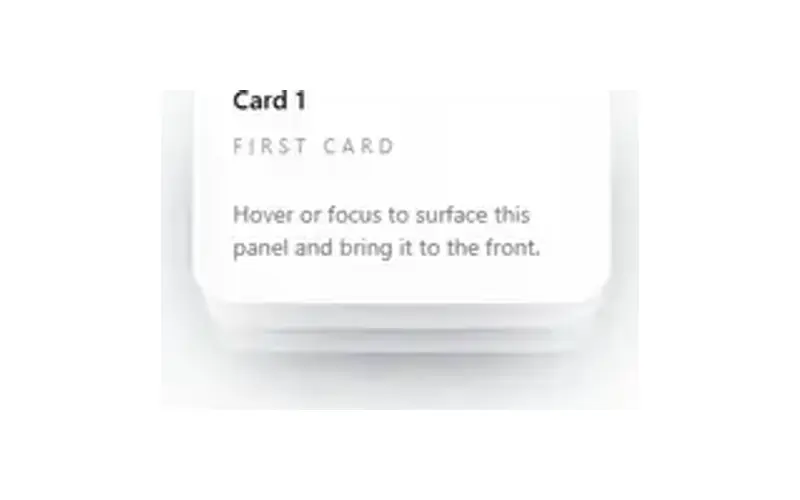 Card 1
FIRST CARD
Hover or focus to surface this
panel and bring it to the front.